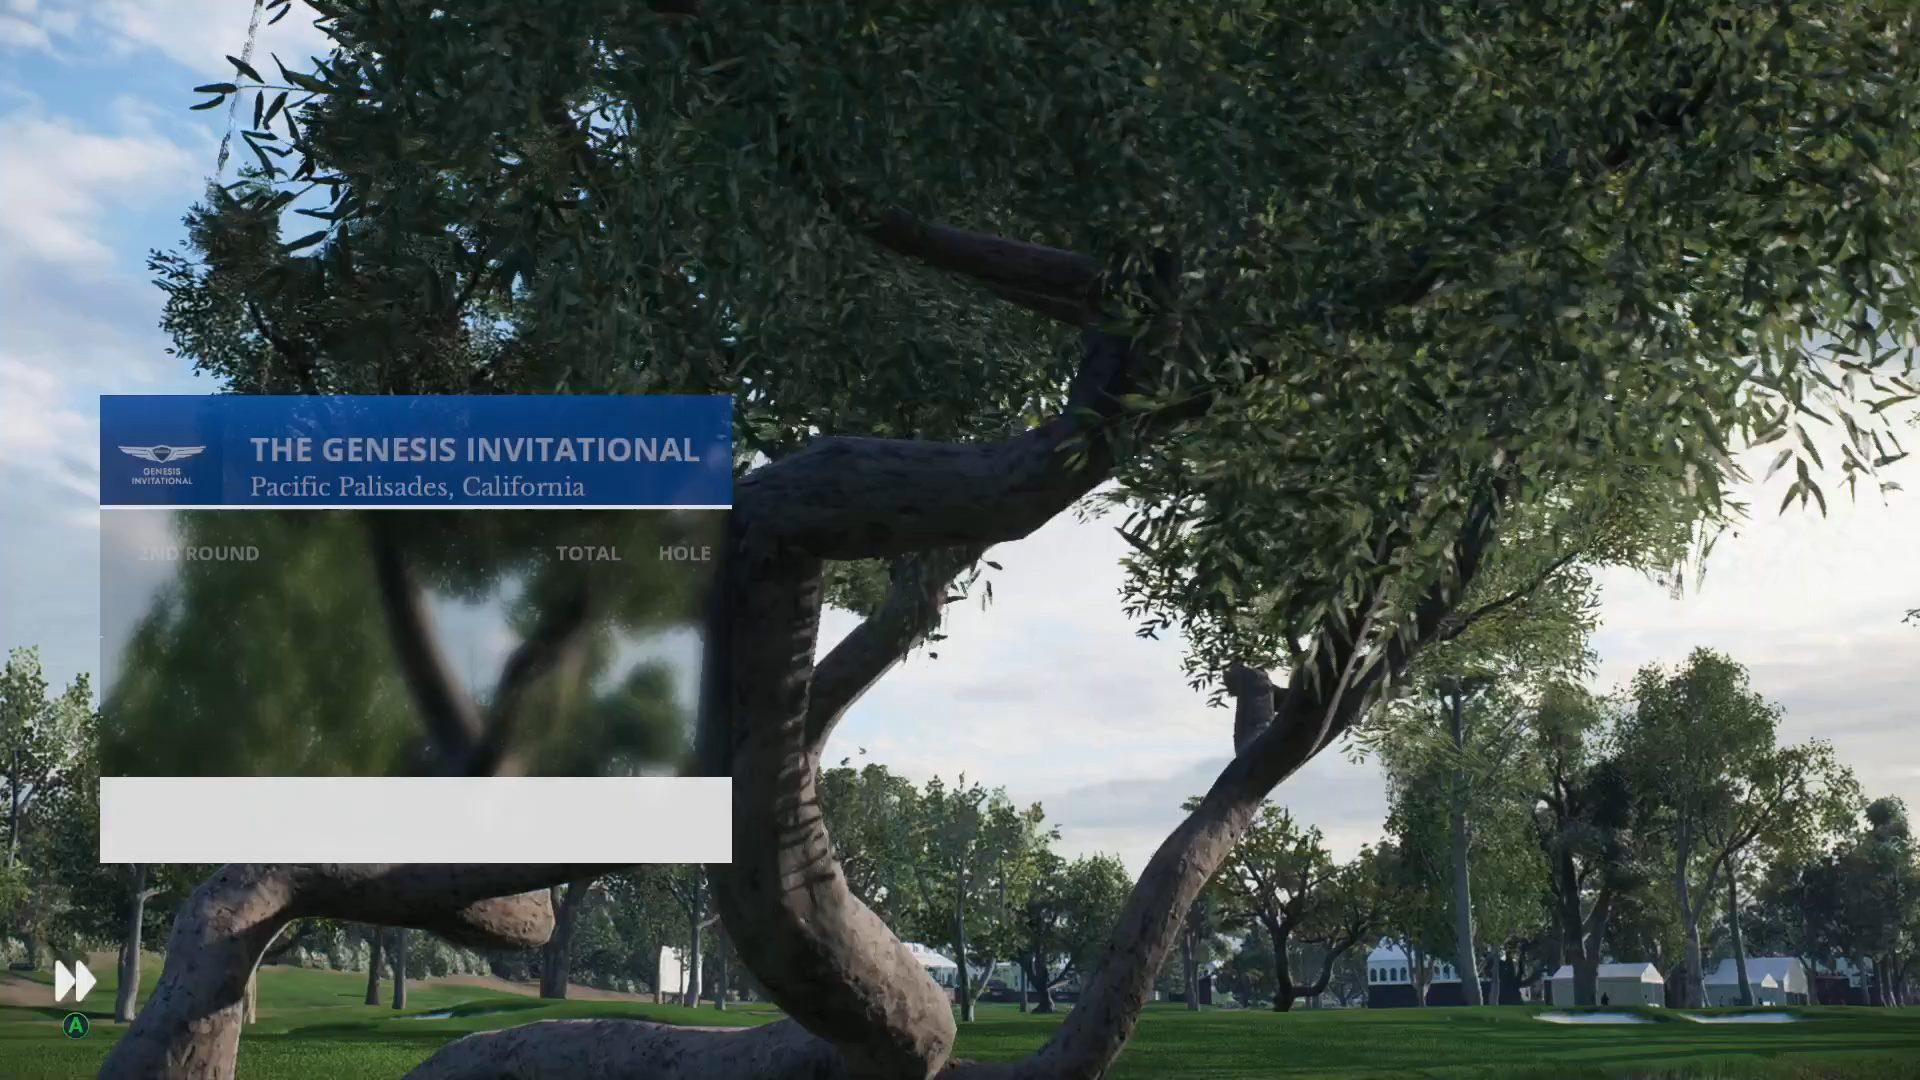 THE GENESIS INVITATIONAL
GENESIS
INVITATIONAL
Pacific Palisades, California
2ND ROUND TOTAL HOLE
A